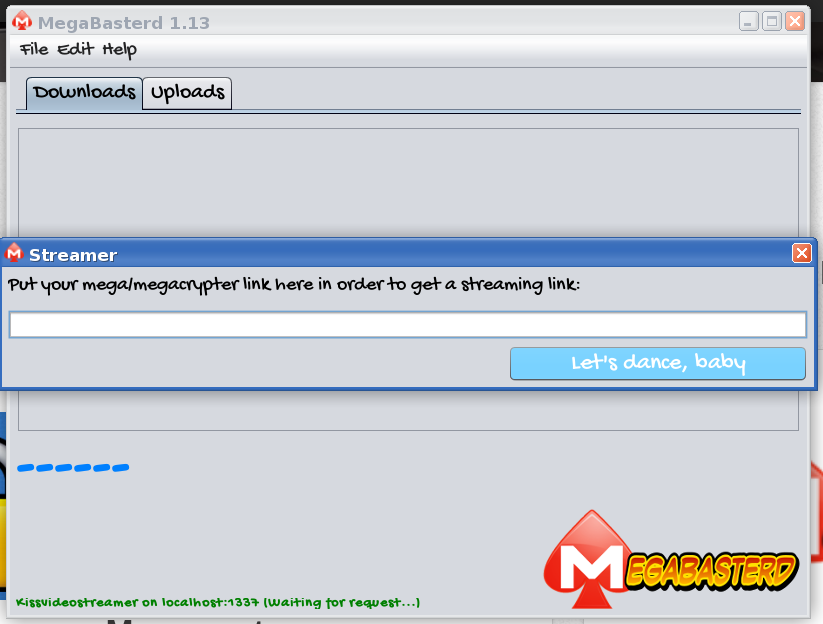 MegaBasterd 1.13
File Edit Help
Downloads Uploads
Streamer
Put your mega/megacrypter link here in order to get a streaming link:
Let's dance, baby
MEGABASTERD
Kissvideostreamer on localhost:1337 (Waiting for request...)